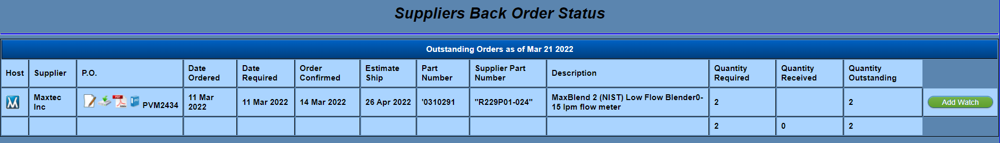 Suppliers Back Order Status
Outstanding Orders as of Mar 21 2022
Host Supplier P.O. Date Ordered Date Required Order Confirmed Estimate Ship Part Number Supplier Part Number Description Quantity Required Quantity Received Quantity Outstanding
Maxtec Inc PVM2434 11 Mar 2022 11 Mar 2022 14 Mar 2022 26 Apr 2022 '0310291 "R229P01-024" MaxBlend 2 (NIST) Low Flow Blender0-15 lpm flow meter 2 2 Add Watch
2 0 2